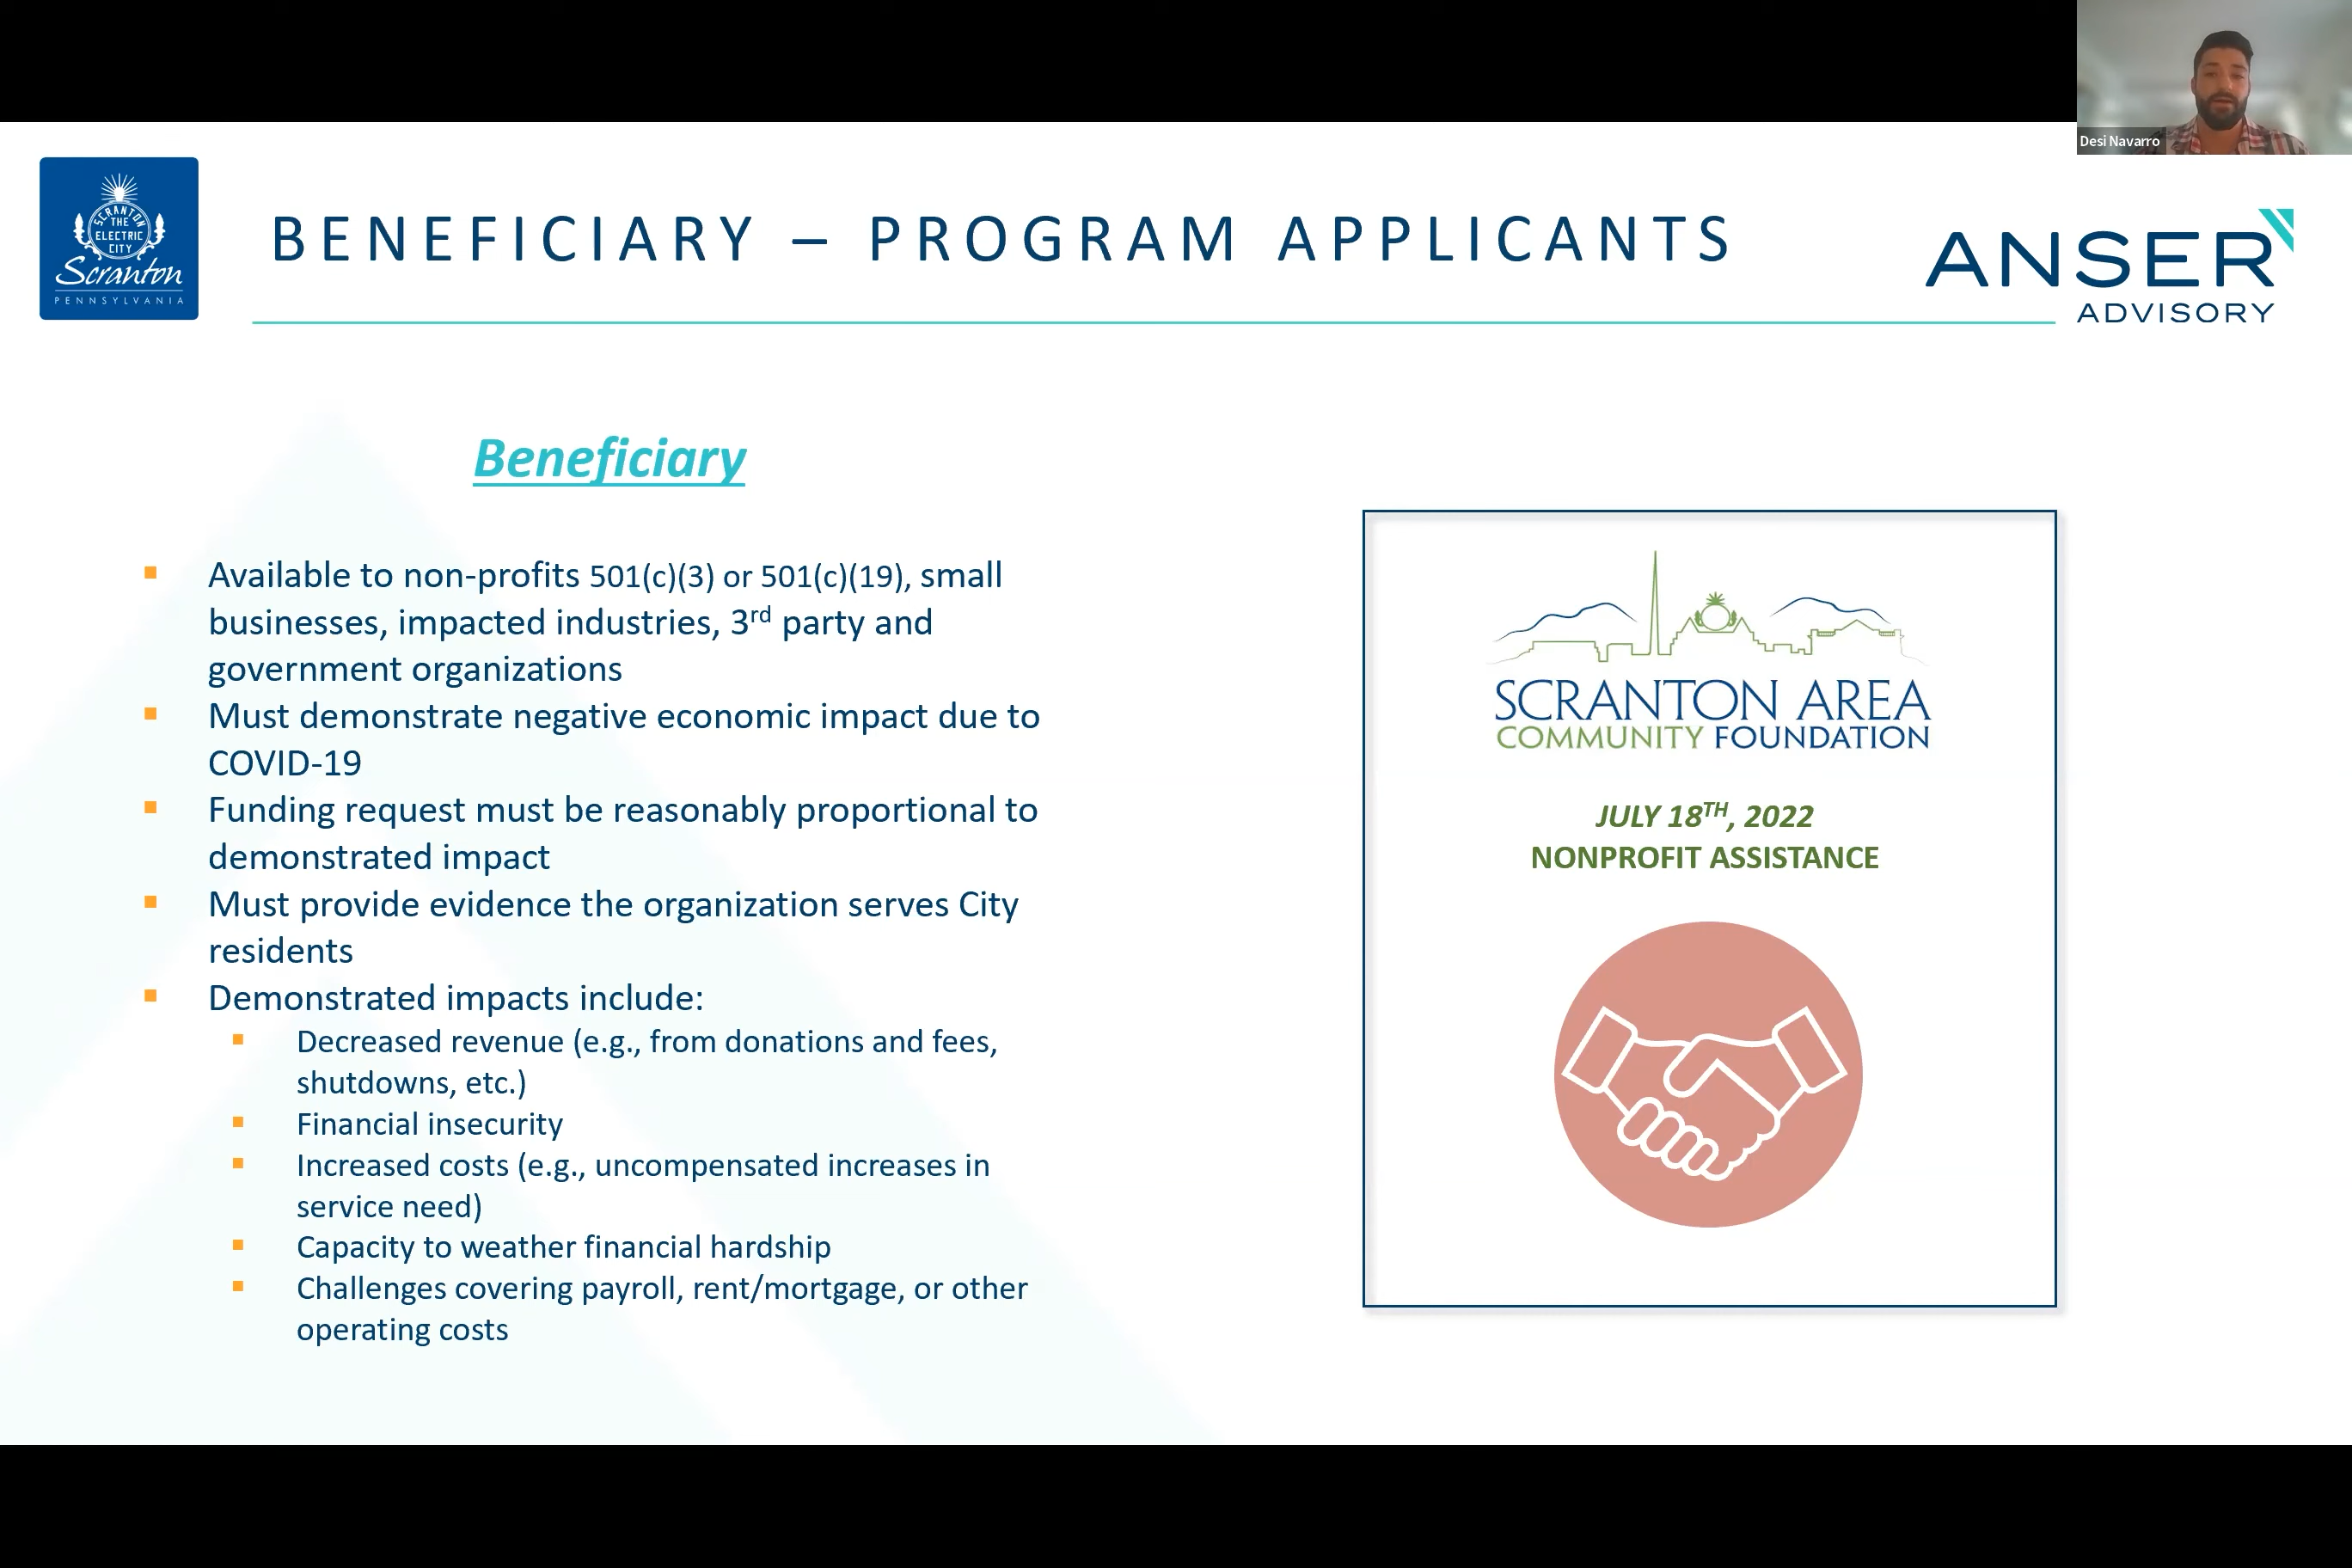 Desi Navarro
SCRANTON
THE
ELECTRIC
CITY
Scranton
PENNSYLVANIA
BENEFICIARY – PROGRAM APPLICANTS
ANSER
ADVISORY
Beneficiary
▪ Available to non-profits 501(c)(3) or 501(c)(19), small
businesses, impacted industries, 3rd party and
government organizations
▪ Must demonstrate negative economic impact due to
COVID-19
▪ Funding request must be reasonably proportional to
demonstrated impact
▪ Must provide evidence the organization serves City
residents
▪ Demonstrated impacts include:
▪ Decreased revenue (e.g., from donations and fees,
shutdowns, etc.)
▪ Financial insecurity
▪ Increased costs (e.g., uncompensated increases in
service need)
▪ Capacity to weather financial hardship
▪ Challenges covering payroll, rent/mortgage, or other
operating costs
SCRANTON AREA
COMMUNITY FOUNDATION
JULY 18TH, 2022
NONPROFIT ASSISTANCE